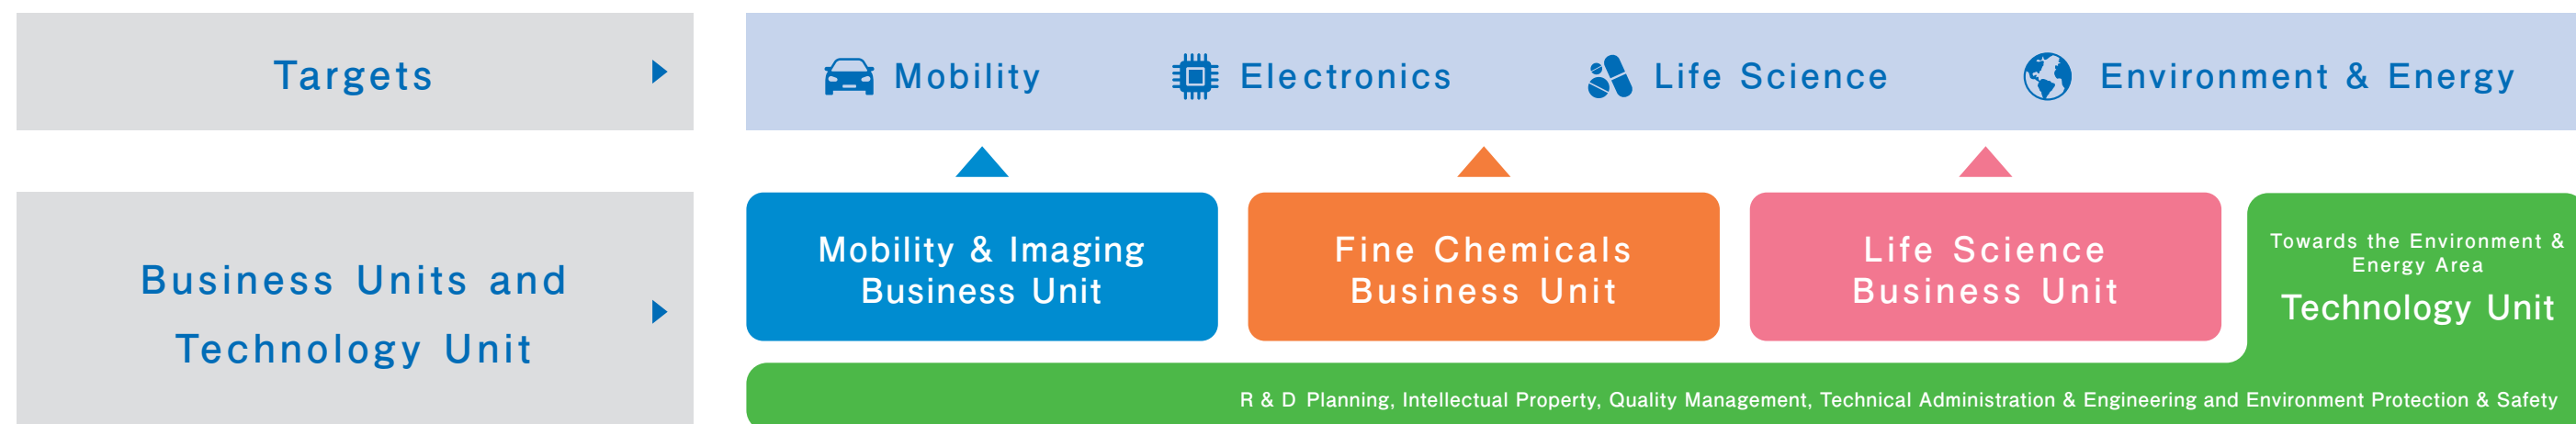 Targets
Mobility
Electronics
Life Science
Environment & Energy
Business Units and
Technology Unit
Mobility & Imaging
Business Unit
Fine Chemicals
Business Unit
Life Science
Business Unit
Towards the Environment &
Energy Area
Technology Unit
R & D Planning, Intellectual Property, Quality Management, Technical Administration & Engineering and Environment Protection & Safety